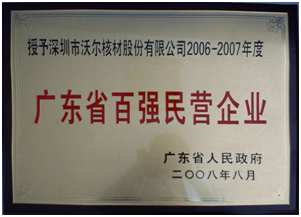 授予深圳市沃尔核材股份有限公司2006-2007年度
广东省百强民营企业
广东省人民政府
二〇〇八年八月